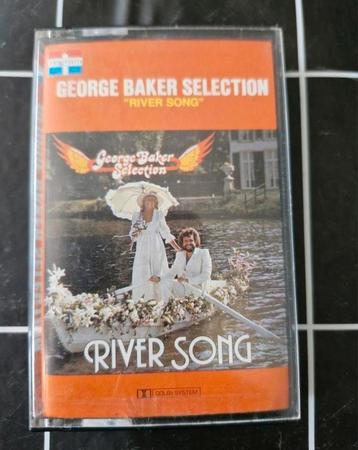 GEORGE BAKER SELECTION
"RIVER SONG"
George Baker
Selection
RIVER SONG
DOLBY SYSTEM